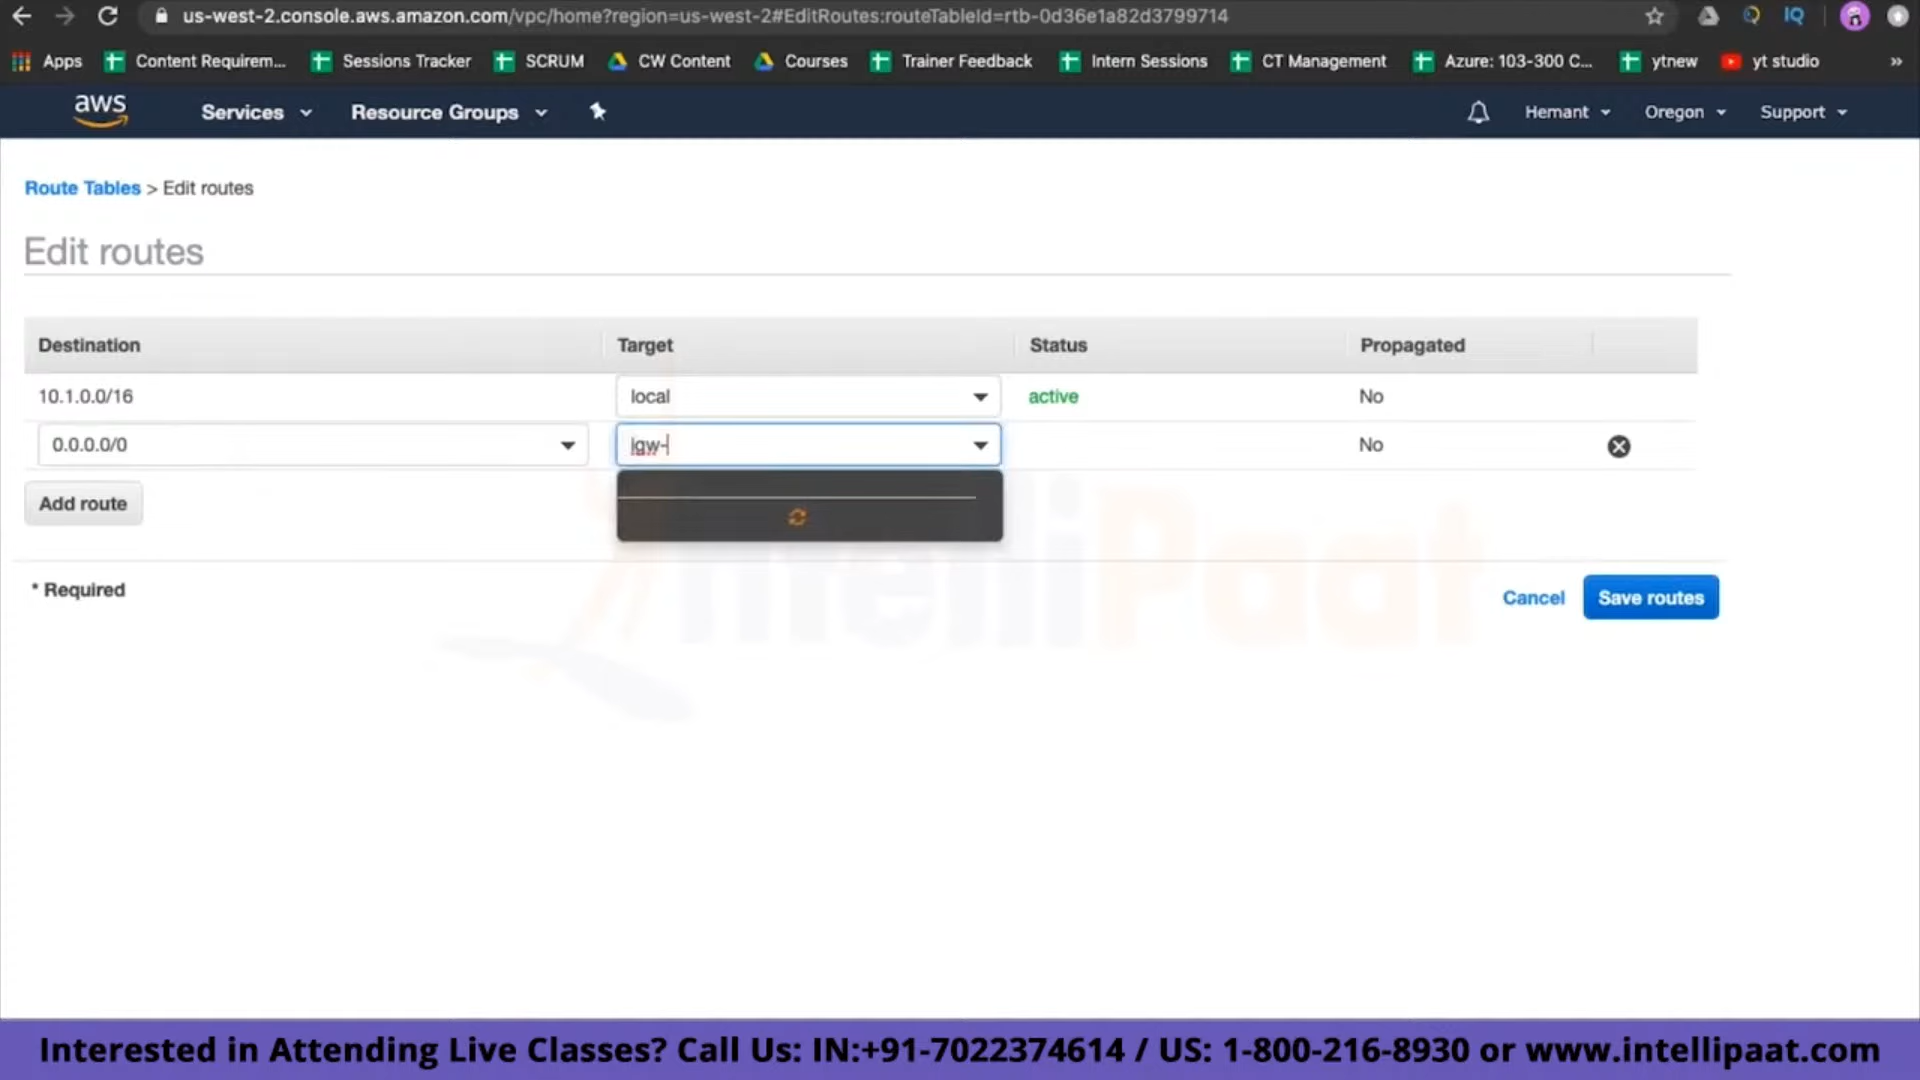 us-west-2.console.aws.amazon.com/vpc/home?region=us-west-2#EditRoutes:routeTableId=rtb-0d36e1a82d3799714
IQ
Apps Content Requirem... Sessions Tracker SCRUM CW Content Courses Trainer Feedback Intern Sessions CT Management Azure: 103-300 C... ytnew yt studio »
aws Services Resource Groups Hemant Oregon Support
Route Tables > Edit routes
Edit routes
Destination Target Status Propagated
10.1.0.0/16 local active No
0.0.0.0/0 igw- No
Add route
IntelliPaat
* Required
Cancel Save routes
Interested in Attending Live Classes? Call Us: IN:+91-7022374614 / US: 1-800-216-8930 or www.intellipaat.com